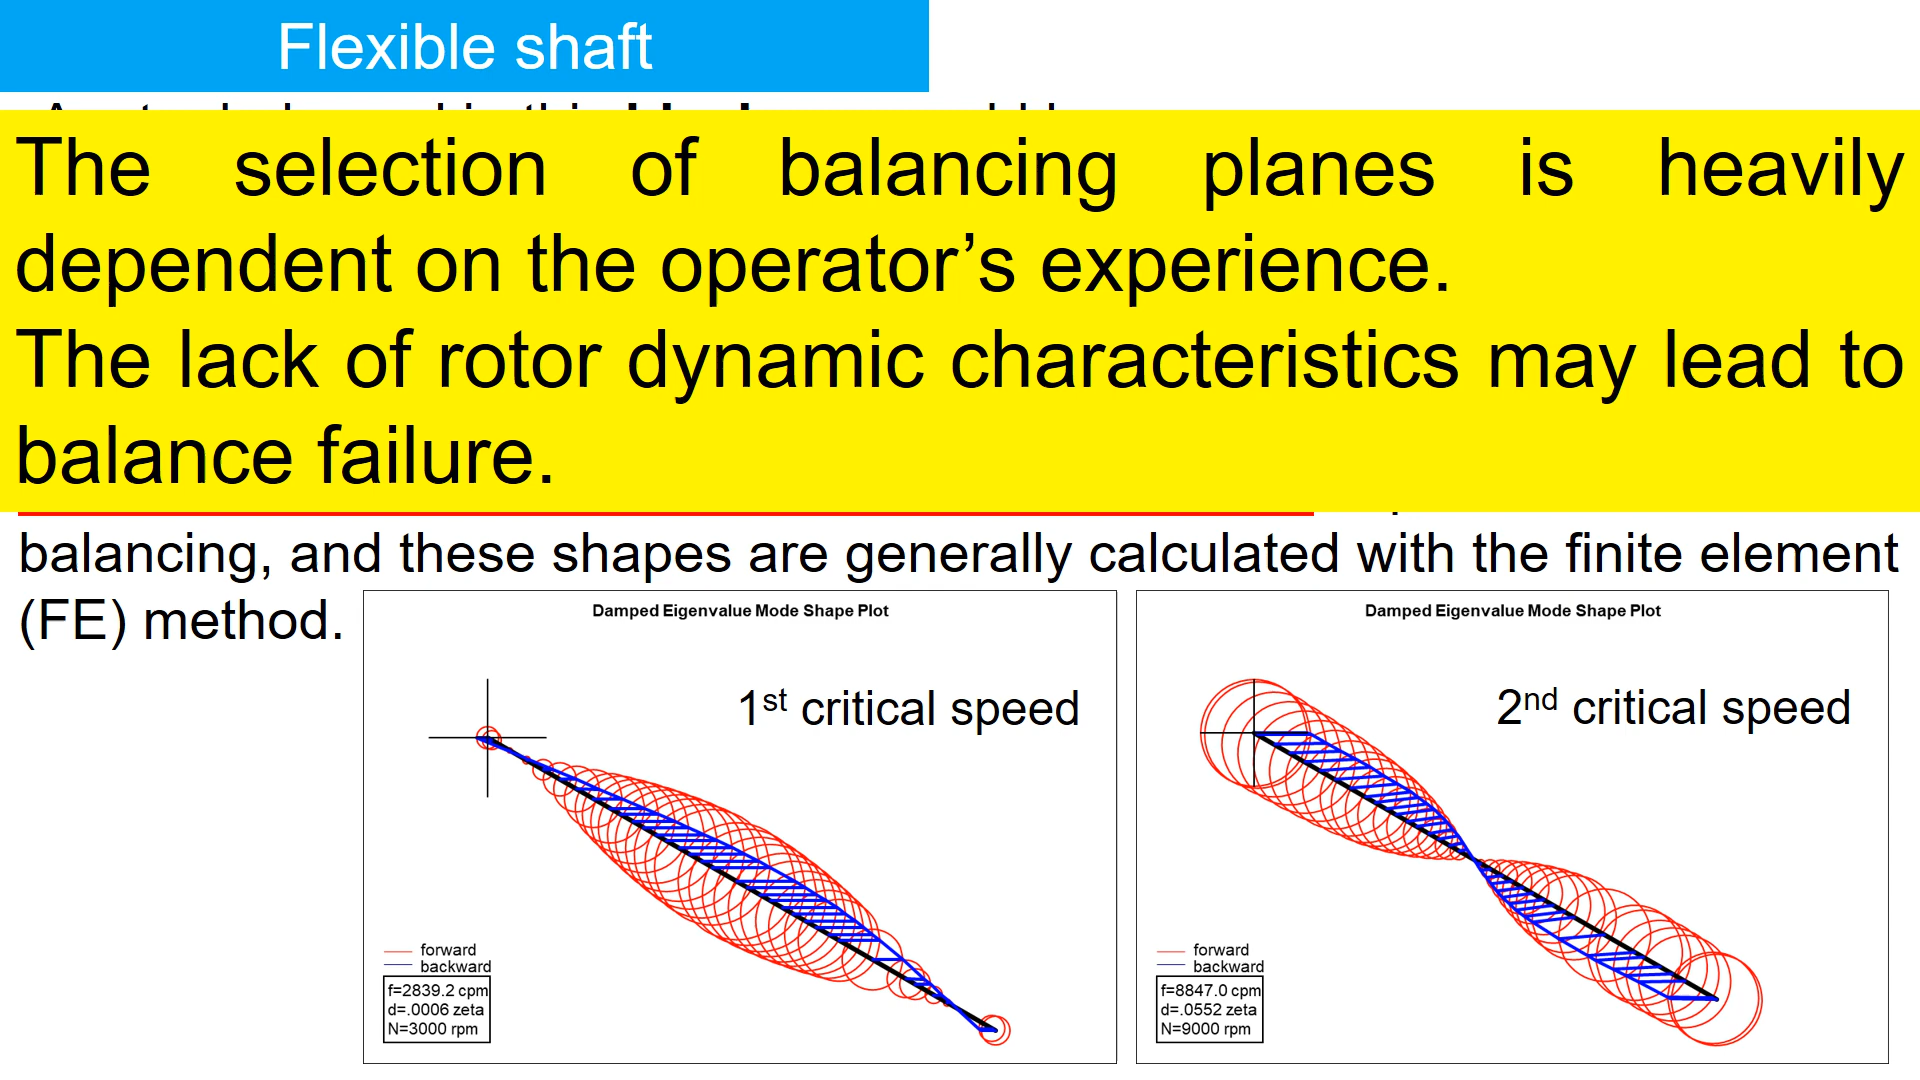 Flexible shaft
The selection of balancing planes is heavily
dependent on the operator’s experience.
The lack of rotor dynamic characteristics may lead to
balance failure.
balancing, and these shapes are generally calculated with the finite element
(FE) method.
Damped Eigenvalue Mode Shape Plot
1st critical speed
forward
backward
f=2839.2 cpm
d=.0006 zeta
N=3000 rpm
Damped Eigenvalue Mode Shape Plot
2nd critical speed
forward
backward
f=8847.0 cpm
d=.0552 zeta
N=9000 rpm